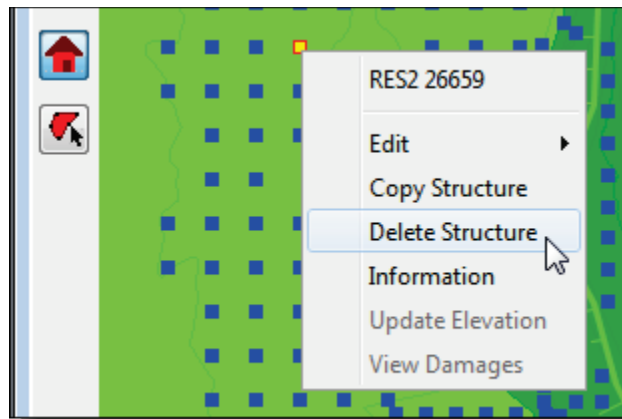 RES2 26659
Edit
Copy Structure
Delete Structure
Information
Update Elevation
View Damages